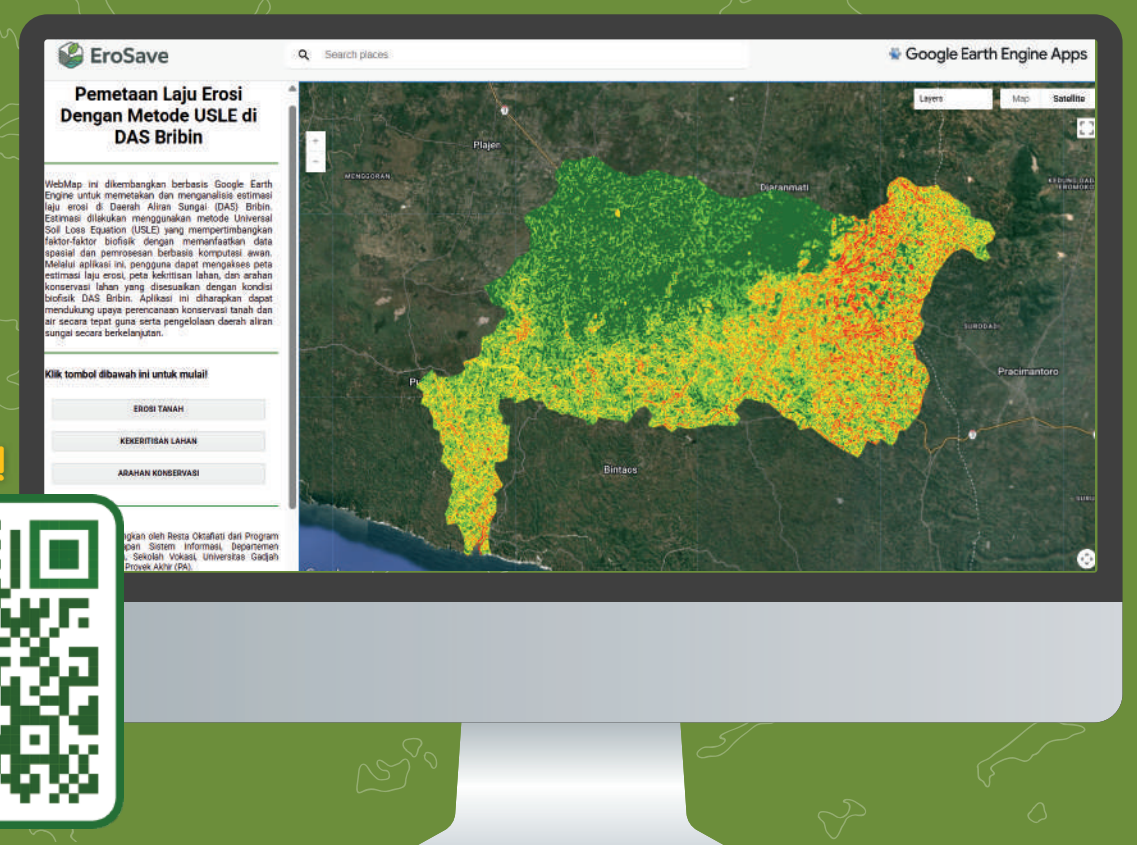 EroSave
Search places
Google Earth Engine Apps
Pemetaan Laju Erosi
Dengan Metode USLE di
DAS Bribin
WebMap ini dikembangkan berbasis Google Earth
Engine untuk memetakan dan menganalisis estimasi
laju erosi di Daerah Aliran Sungai (DAS) Bribin.
Estimasi dilakukan menggunakan metode Universal
Soil Loss Equation (USLE) yang mempertimbangkan
faktor-faktor biofisik dengan memanfaatkan data
spasial dan pemrosesan berbasis komputasi awan.
Melalui aplikasi ini, pengguna dapat mengakses peta
estimasi laju erosi, peta kekritisan lahan, dan arahan
konservasi lahan yang disesuaikan dengan kondisi
biofisik DAS Bribin. Aplikasi ini diharapkan dapat
mendukung upaya perencanaan konservasi tanah dan
air secara tepat guna serta pengelolaan daerah aliran
sungai secara berkelanjutan.
Klik tombol dibawah ini untuk mulai!
EROSI TANAH
KEKERITISAN LAHAN
ARAHAN KONSERVASI
!
ngkan oleh Resta Oktafiati dari Program
Sistem Informasi, Departemen
Sekolah Vokasi, Universitas Gadjah
Proyek Akhir (PA).
Layers
Map
Satellite
Plajen
MENGGORAN
Djaranmati
SURODADI
Pracimantoro
Bintaos